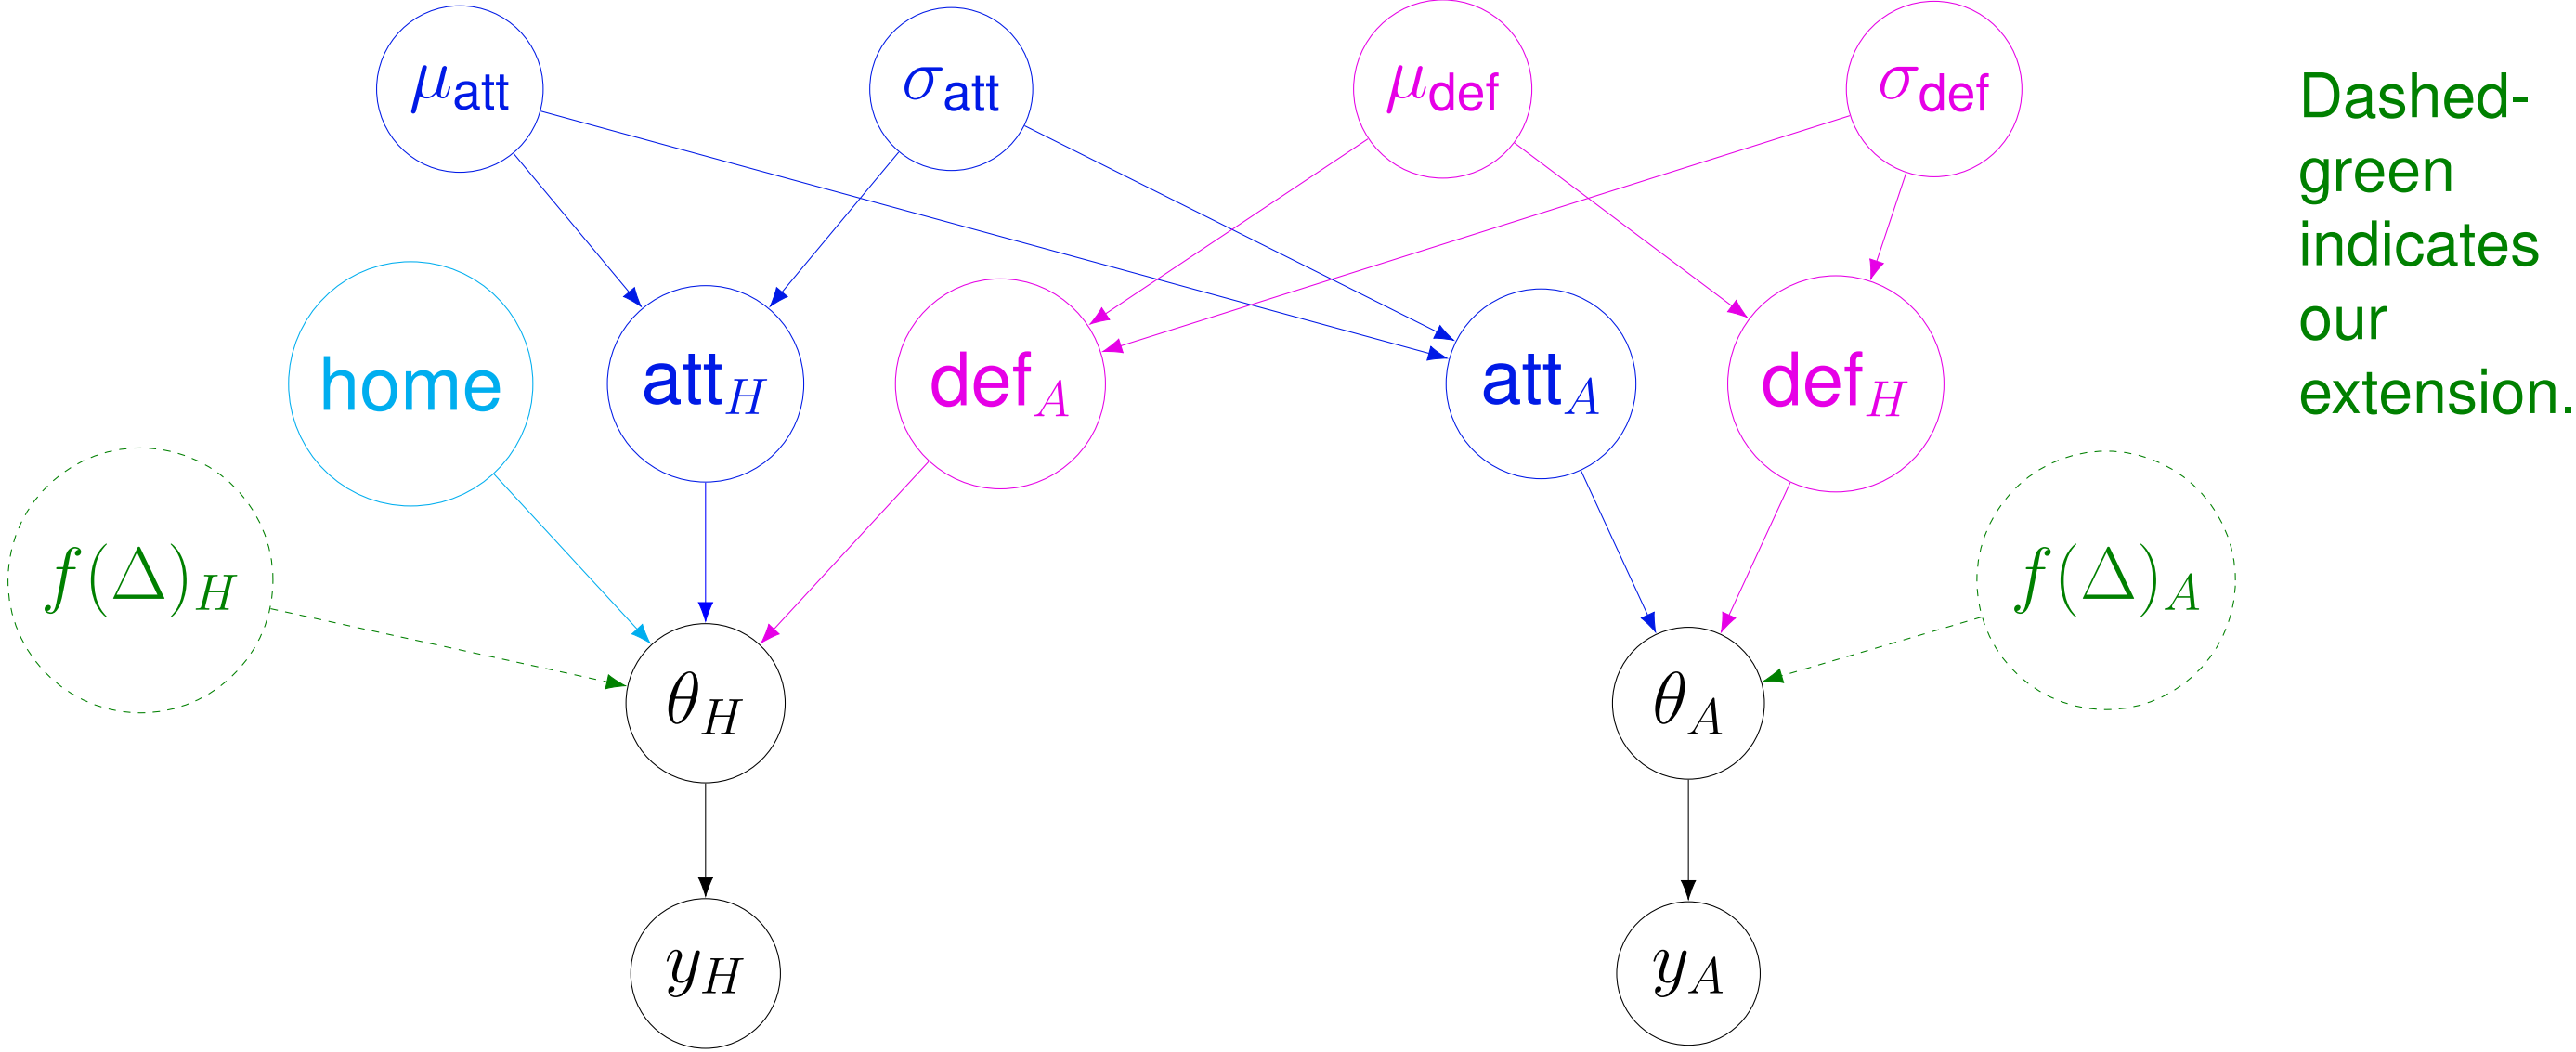 μatt
σatt
μdef
σdef
Dashed-
green
indicates
our
extension.
home
attH
defA
attA
defH
f(Δ)H
f(Δ)A
θH
θA
yH
yA